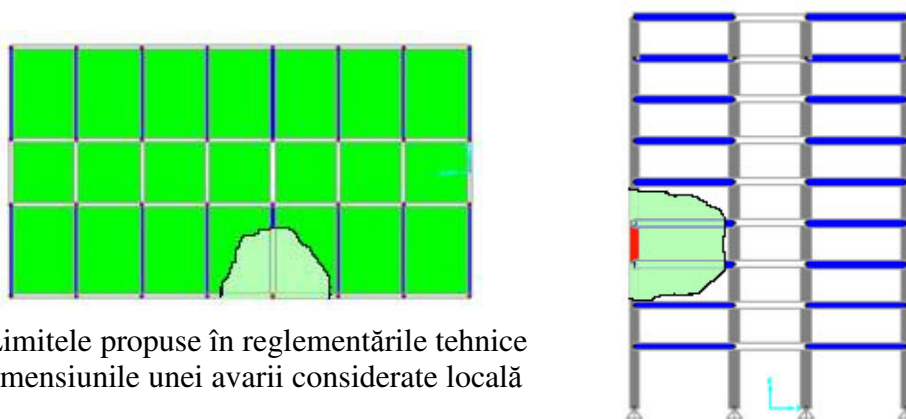 Limitele propuse în reglementările tehnice
mensiunile unei avarii considerate locală